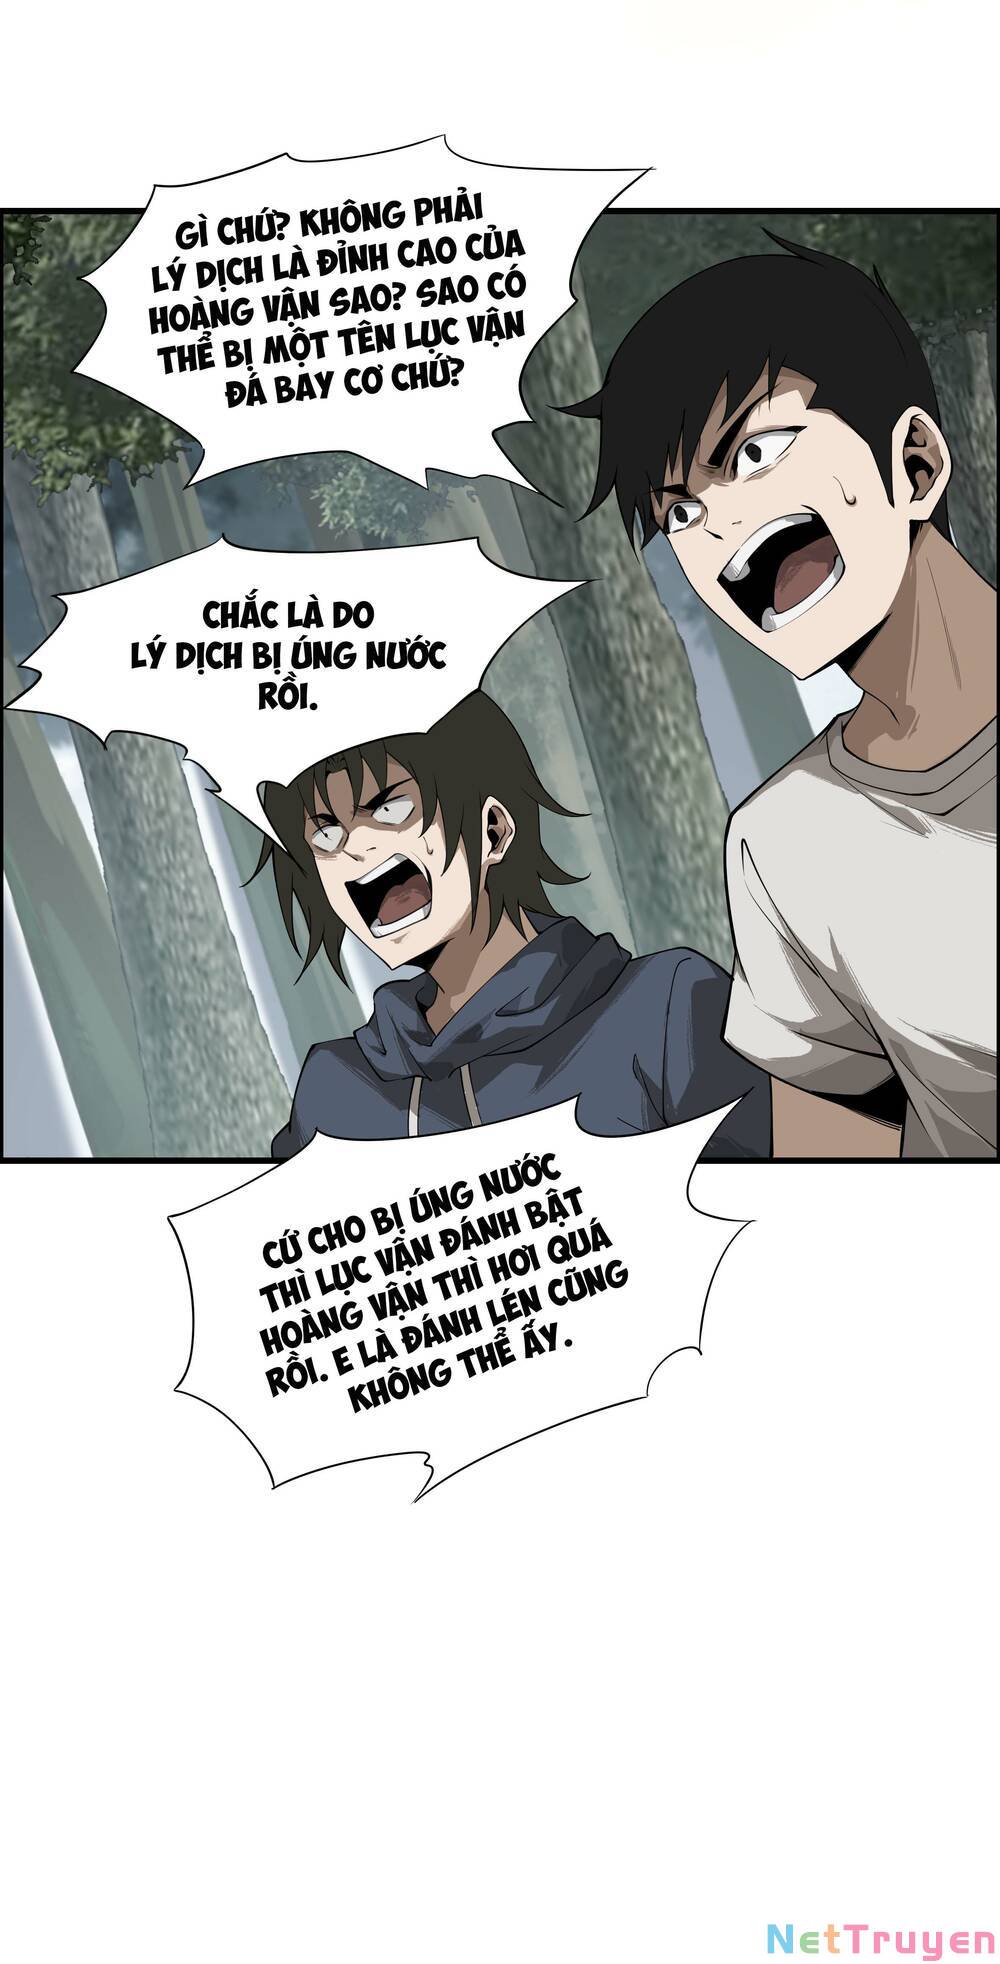 GÌ CHỨ? KHÔNG PHẢI
LÝ DỊCH LÀ ĐỈNH CAO CỦA
HOÀNG VẬN SAO? SAO CÓ
THỂ BỊ MỘT TÊN LỤC VẬN
ĐÁ BAY CƠ CHỨ?
CHẮC LÀ DO
LÝ DỊCH BỊ ÚNG NƯỚC
RỒI.
CỨ CHO BỊ ÚNG NƯỚC
THÌ LỤC VẬN ĐÁNH BẬT
HOÀNG VẬN THÌ HƠI QUÁ
RỒI. E LÀ ĐÁNH LÉN CŨNG
KHÔNG THỂ ẤY.
NetTruyen